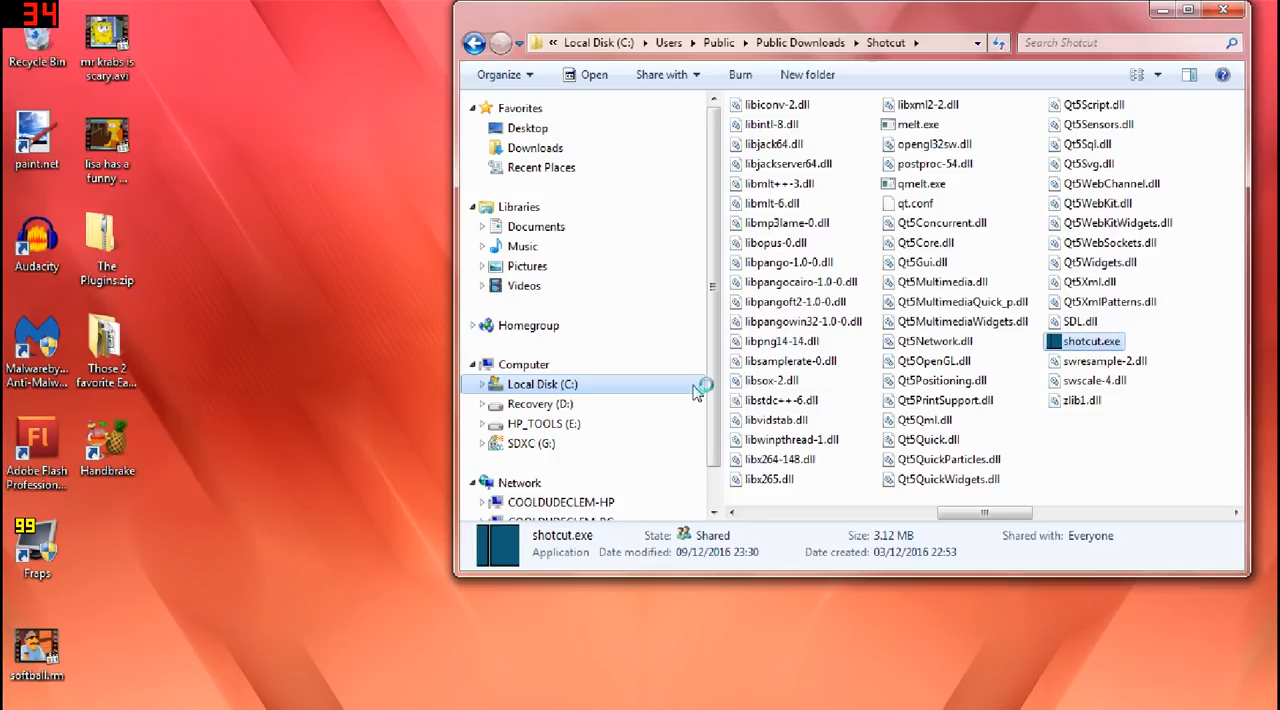 34
Recycle Bin
mr krabs is
scary.avi
paint.net
lisa has a
funny ...
Audacity
The
Plugins.zip
Malwarebytes
Anti-Malw...
Those 2
favorite Ea...
Adobe Flash
Profession...
Handbrake
99
Fraps
softball.rm
« Local Disk (C:) Users Public Public Downloads Shotcut
Search Shotcut
Organize Open Share with Burn New folder
Favorites
Desktop
Downloads
Recent Places
Libraries
Documents
Music
Pictures
Videos
Homegroup
Computer
Local Disk (C:)
Recovery (D:)
HP_TOOLS (E:)
SDXC (G:)
Network
COOLDUDECLEM-HP
COOLDUDECLEM-PC
libiconv-2.dll
libintl-8.dll
libjack64.dll
libjackserver64.dll
libmlt++-3.dll
libmlt-6.dll
libmp3lame-0.dll
libopus-0.dll
libpango-1.0-0.dll
libpangocairo-1.0-0.dll
libpangoft2-1.0-0.dll
libpangowin32-1.0-0.dll
libpng14-14.dll
libsamplerate-0.dll
libsox-2.dll
libstdc++-6.dll
libvidstab.dll
libwinpthread-1.dll
libx264-148.dll
libx265.dll
libxml2-2.dll
melt.exe
opengl32sw.dll
postproc-54.dll
qmelt.exe
qt.conf
Qt5Concurrent.dll
Qt5Core.dll
Qt5Gui.dll
Qt5Multimedia.dll
Qt5MultimediaQuick_p.dll
Qt5MultimediaWidgets.dll
Qt5Network.dll
Qt5OpenGL.dll
Qt5Positioning.dll
Qt5PrintSupport.dll
Qt5Qml.dll
Qt5Quick.dll
Qt5QuickParticles.dll
Qt5QuickWidgets.dll
Qt5Script.dll
Qt5Sensors.dll
Qt5Sql.dll
Qt5Svg.dll
Qt5WebChannel.dll
Qt5WebKit.dll
Qt5WebKitWidgets.dll
Qt5WebSockets.dll
Qt5Widgets.dll
Qt5Xml.dll
Qt5XmlPatterns.dll
SDL.dll
shotcut.exe
swresample-2.dll
swscale-4.dll
zlib1.dll
shotcut.exe State: Shared Size: 3.12 MB Shared with: Everyone
Application Date modified: 09/12/2016 23:30 Date created: 03/12/2016 22:53